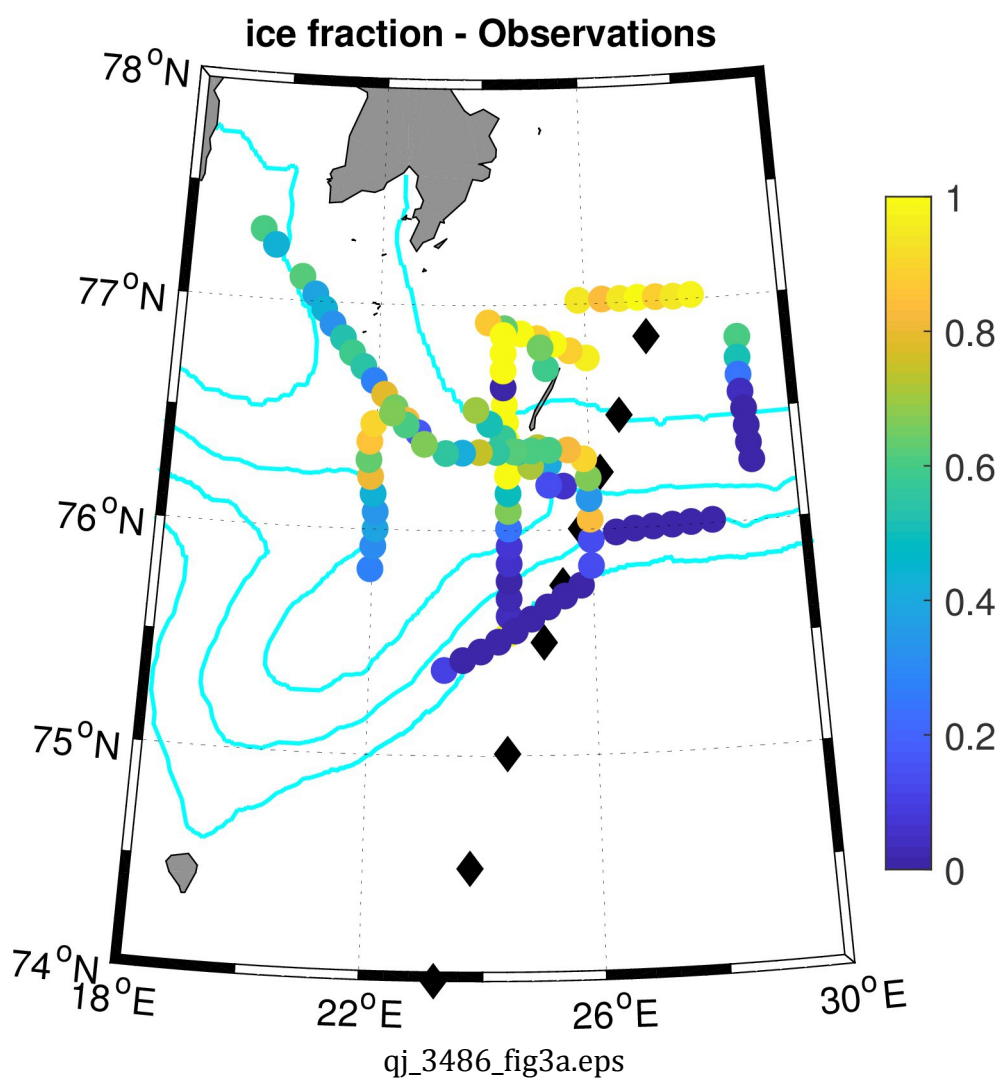 ice fraction - Observations
78°N
77°N
76°N
75°N
74°N
18°E
22°E
26°E
30°E
1
0.8
0.6
0.4
0.2
0
qj_3486_fig3a.eps